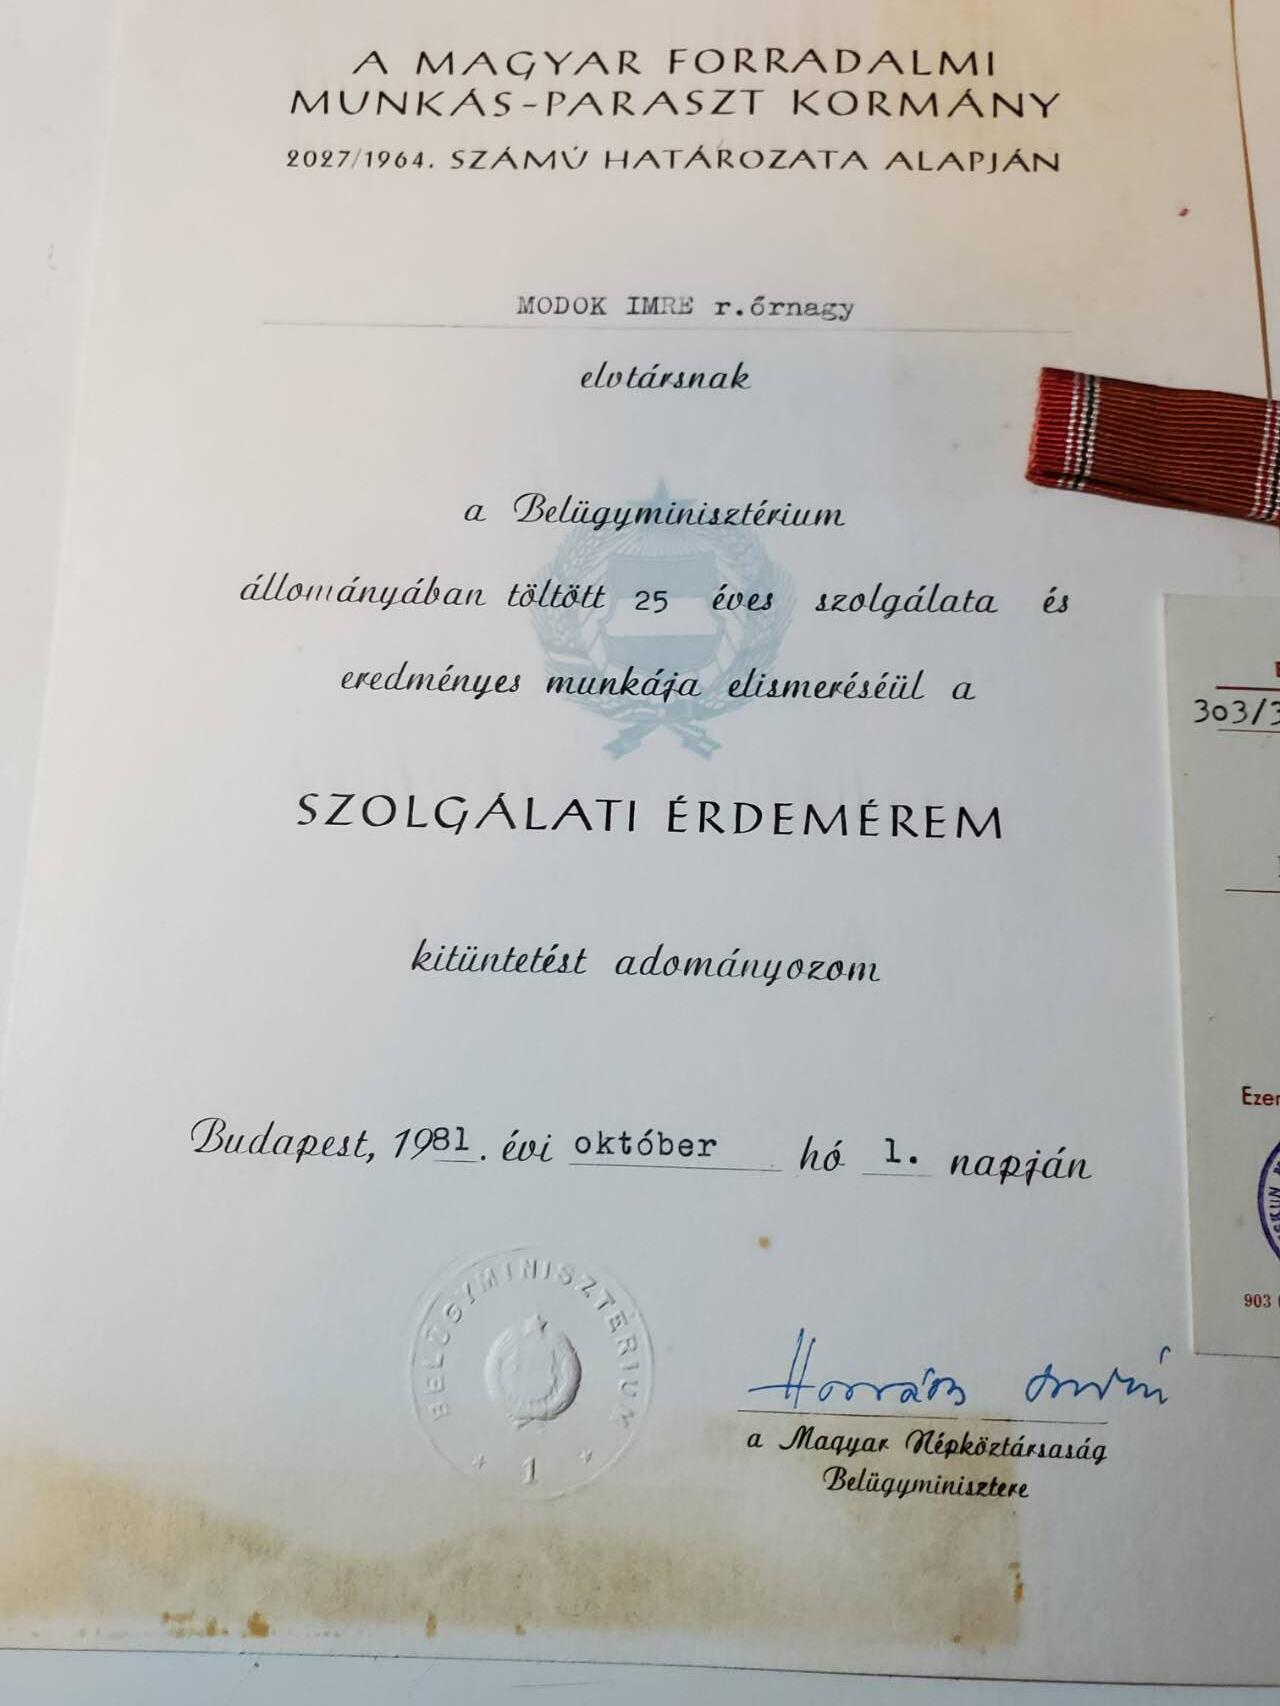 A MAGYAR FORRADALMI
MUNKÁS-PARASZT KORMÁNY
2027/1964. SZÁMÚ HATÁROZATA ALAPJÁN
MODOK IMRE r.őrnagy
elvtársnak
a Belügyminisztérium
állományában töltött 25 éves szolgálata és
eredményes munkája elismeréséül a
SZOLGÁLATI ÉRDEMÉREM
kitüntetést adományozom
Budapest, 1981. évi október hó 1. napján
BELÜGYMINISZTÉRIUM
1
Horváth István
a Magyar Népköztársaság
Belügyminisztere
303/3
Ezer
903